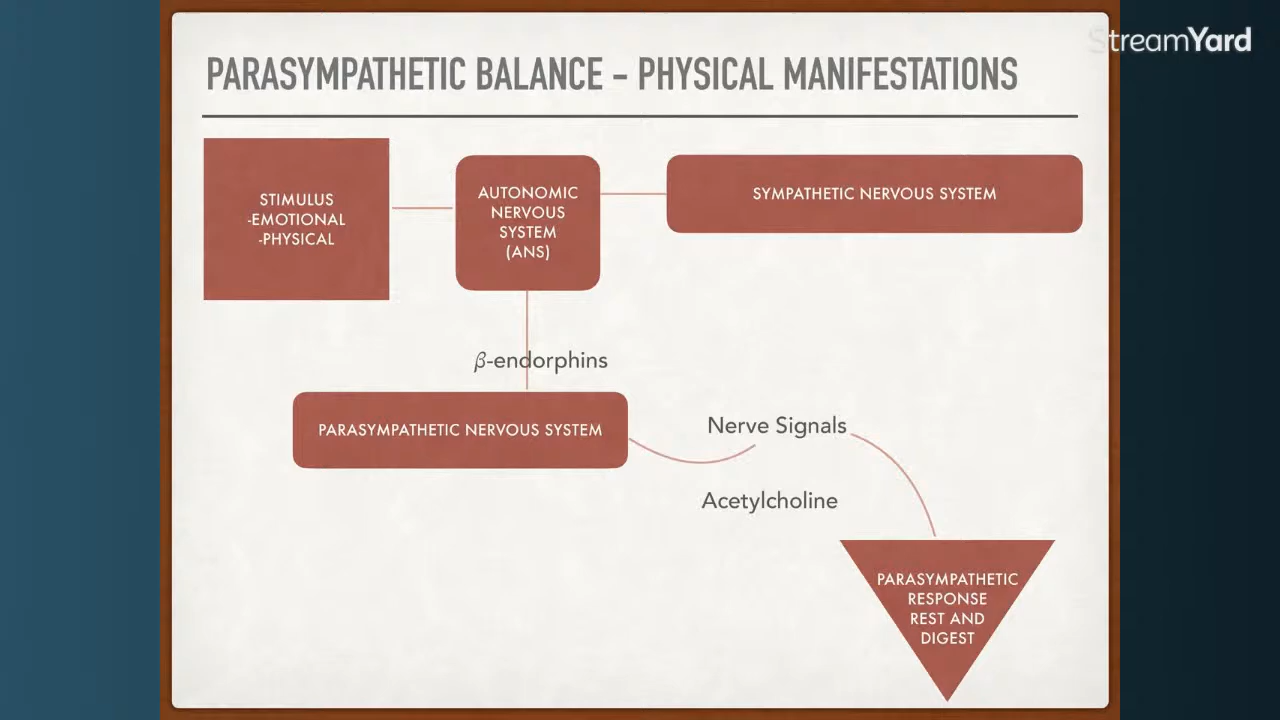 StreamYard
PARASYMPATHETIC BALANCE – PHYSICAL MANIFESTATIONS
STIMULUS
-EMOTIONAL
-PHYSICAL
AUTONOMIC
NERVOUS
SYSTEM
(ANS)
SYMPATHETIC NERVOUS SYSTEM
β-endorphins
PARASYMPATHETIC NERVOUS SYSTEM
Nerve Signals
Acetylcholine
PARASYMPATHETIC
RESPONSE
REST AND
DIGEST